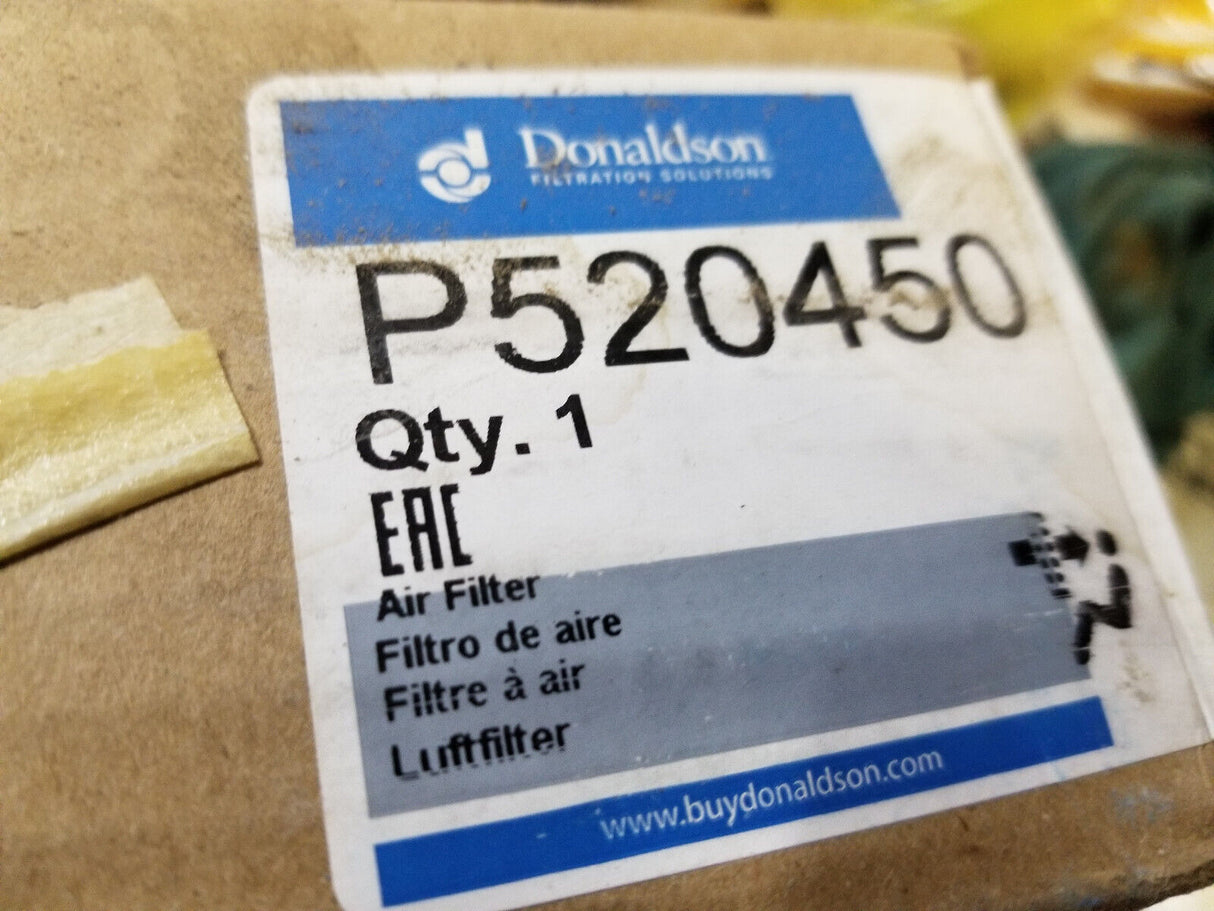 Donaldson
FILTRATION SOLUTIONS
P520450
Qty. 1
EAC
Air Filter
Filtro de aire
Filtre à air
Luftfilter
www.buydonaldson.com